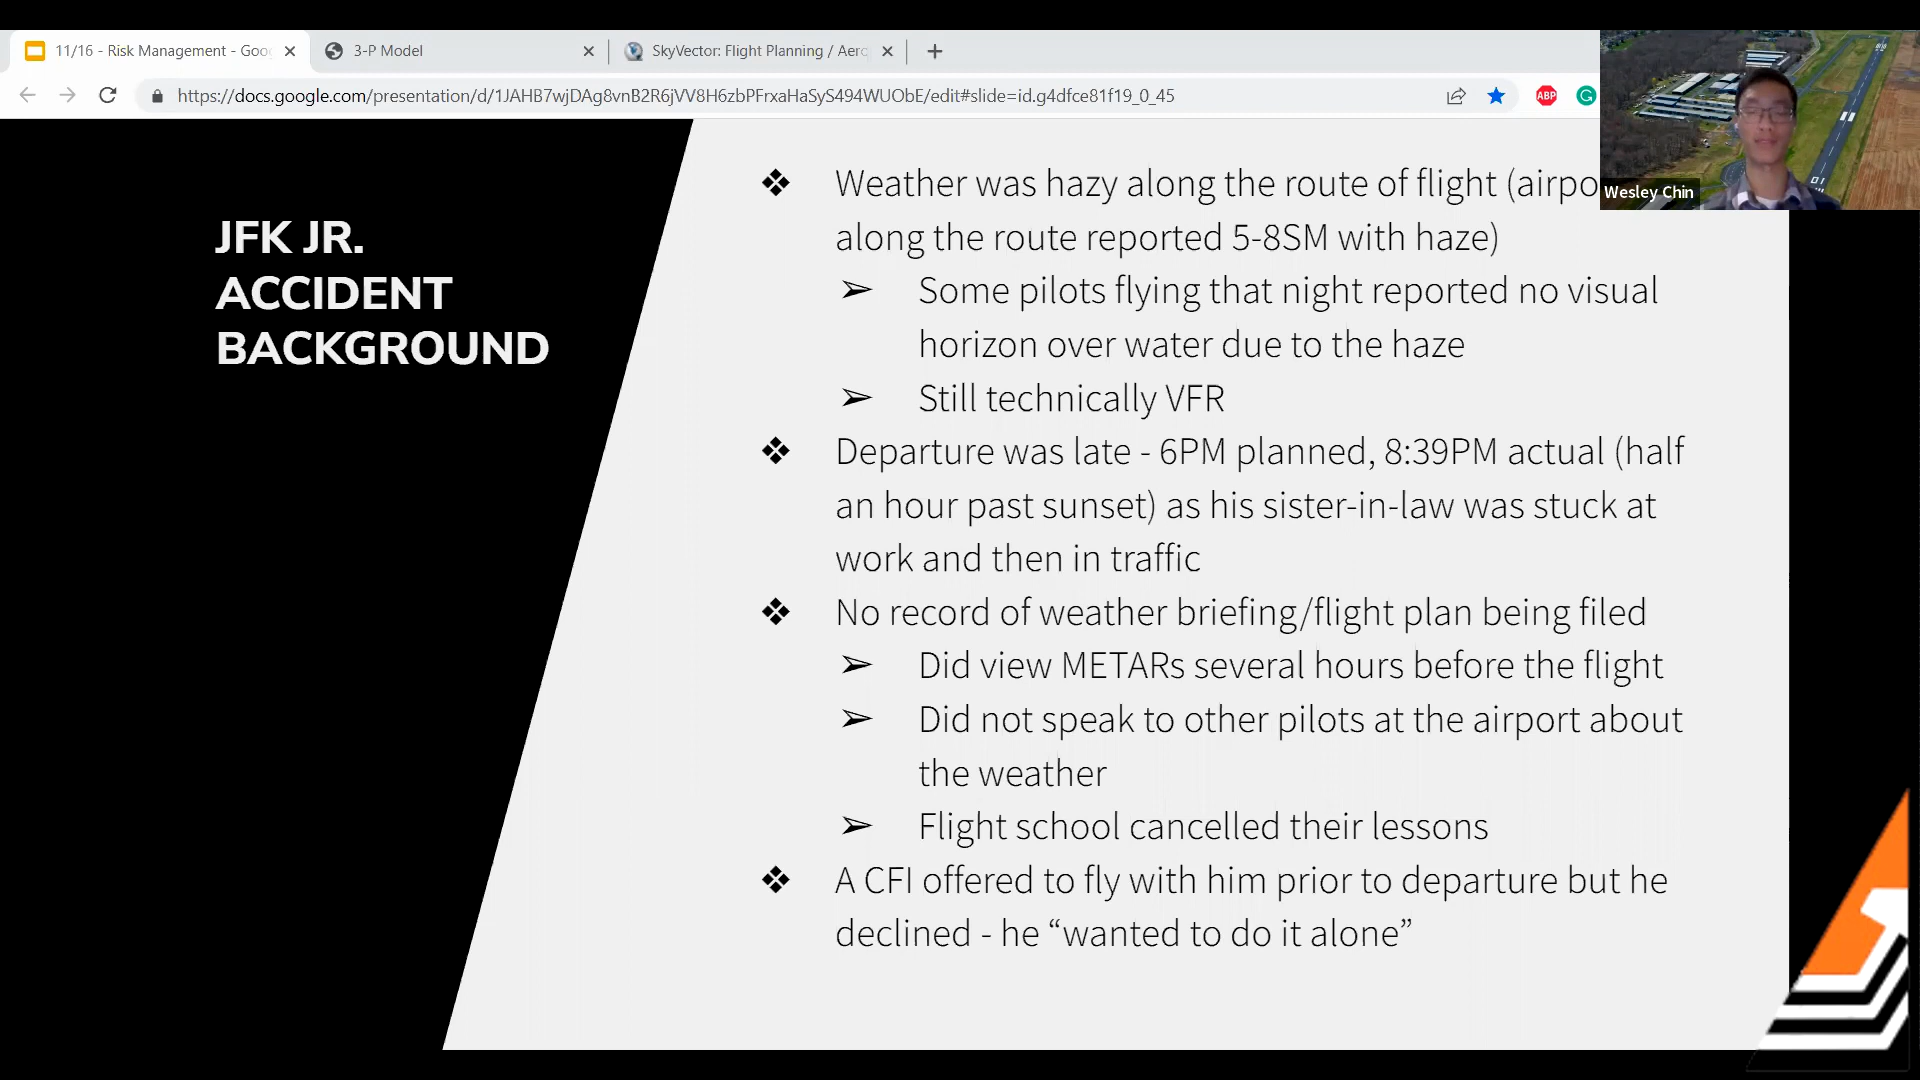 11/16 - Risk Management - Goo
3-P Model
SkyVector: Flight Planning / Aero
https://docs.google.com/presentation/d/1JAHB7wjDAg8vnB2R6jVV8H6zbPFrxaHaSyS494WUObE/edit#slide=id.g4dfce81f19_0_45
ABP
G
Wesley Chin
JFK JR.
ACCIDENT
BACKGROUND
❖ Weather was hazy along the route of flight (airpo
along the route reported 5-8SM with haze)
➢ Some pilots flying that night reported no visual
horizon over water due to the haze
➢ Still technically VFR
❖ Departure was late - 6PM planned, 8:39PM actual (half
an hour past sunset) as his sister-in-law was stuck at
work and then in traffic
❖ No record of weather briefing/flight plan being filed
➢ Did view METARs several hours before the flight
➢ Did not speak to other pilots at the airport about
the weather
➢ Flight school cancelled their lessons
❖ A CFI offered to fly with him prior to departure but he
declined - he “wanted to do it alone”